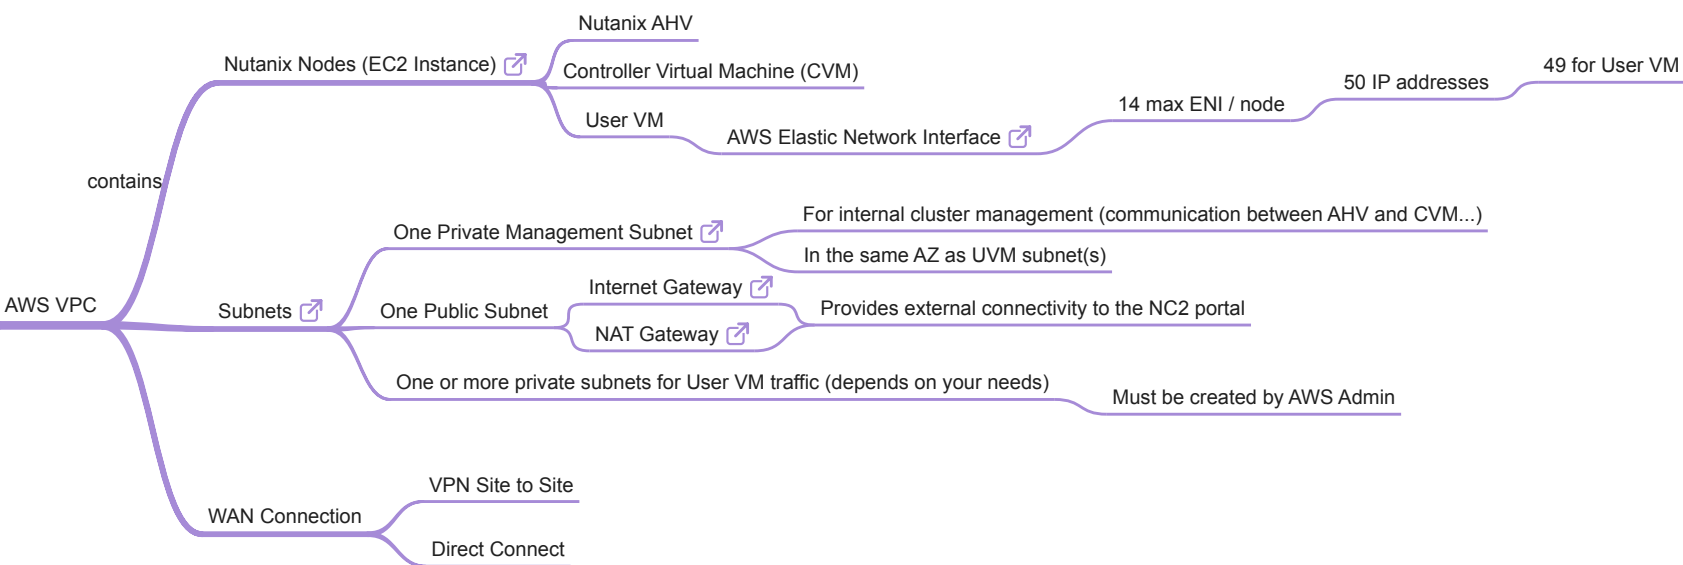 AWS VPC
contains
Nutanix Nodes (EC2 Instance)
Nutanix AHV
Controller Virtual Machine (CVM)
User VM
AWS Elastic Network Interface
14 max ENI / node
50 IP addresses
49 for User VM
Subnets
One Private Management Subnet
For internal cluster management (communication between AHV and CVM...)
In the same AZ as UVM subnet(s)
One Public Subnet
Internet Gateway
NAT Gateway
Provides external connectivity to the NC2 portal
One or more private subnets for User VM traffic (depends on your needs)
Must be created by AWS Admin
WAN Connection
VPN Site to Site
Direct Connect